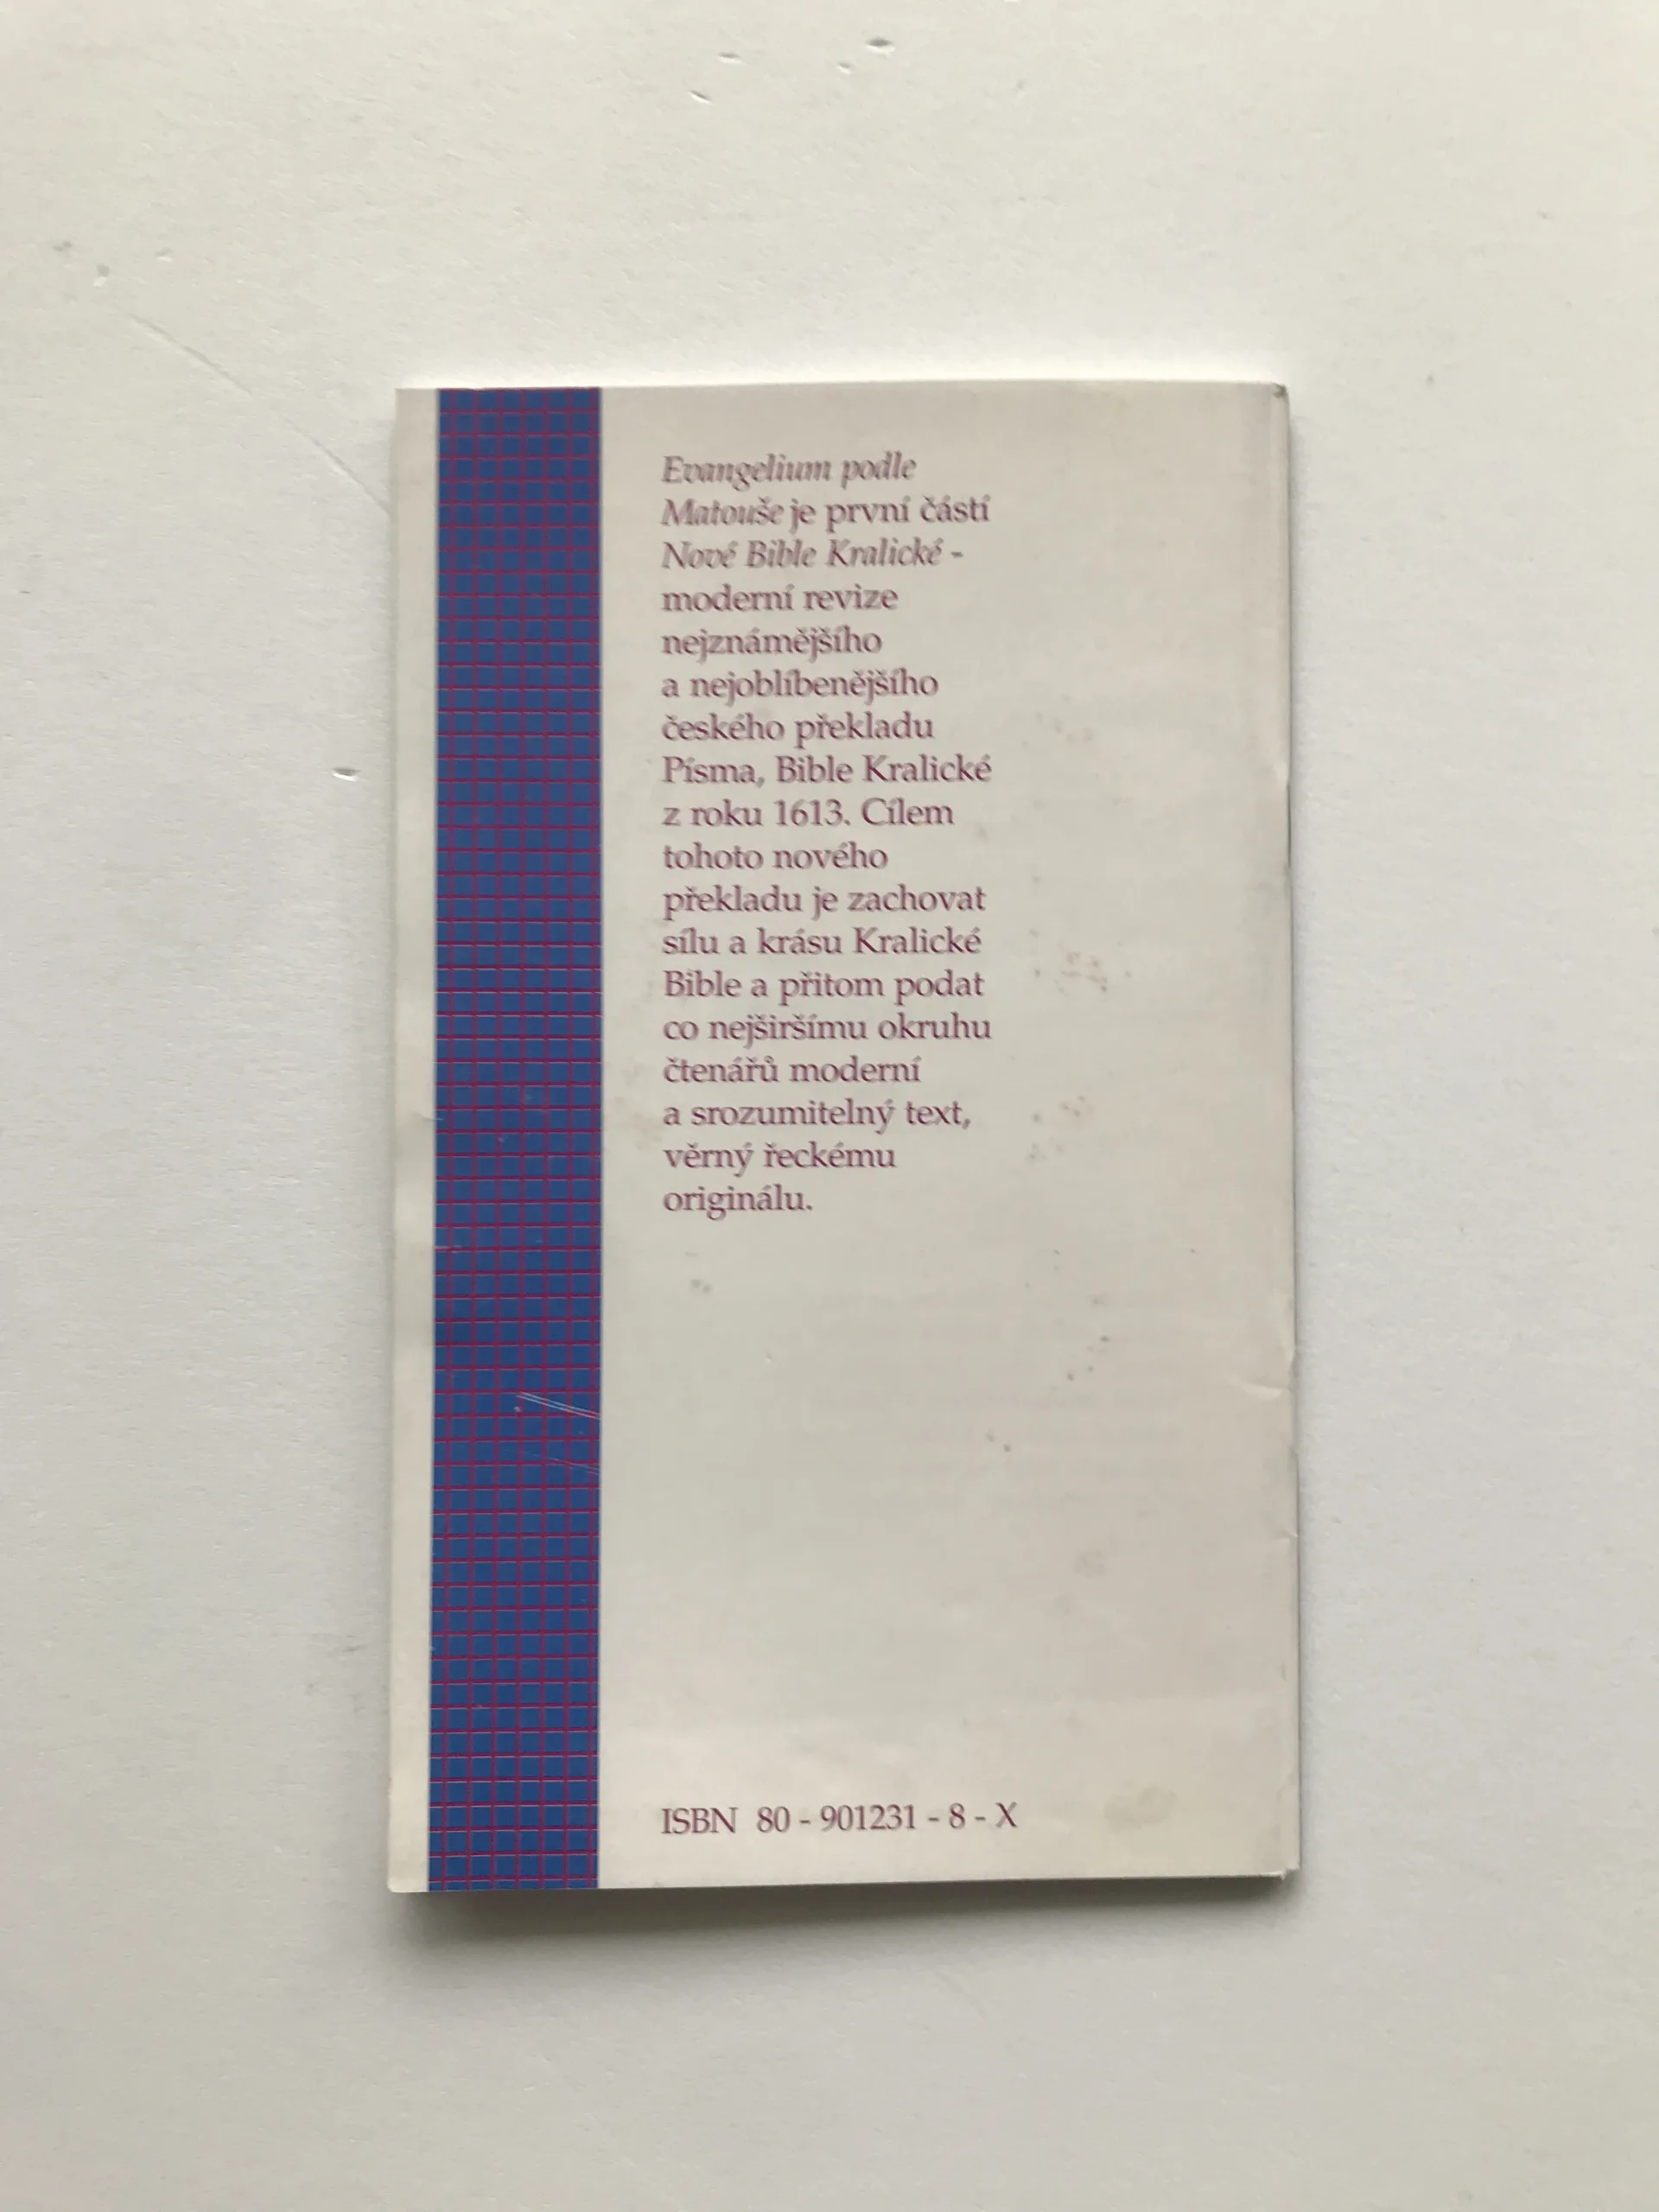 Evangelium podle
Matouše je první částí
Nové Bible Kralické -
moderní revize
nejznámějšího
a nejoblíbenějšího
českého překladu
Písma, Bible Kralické
z roku 1613. Cílem
tohoto nového
překladu je zachovat
sílu a krásu Kralické
Bible a přitom podat
co nejširšímu okruhu
čtenářů moderní
a srozumitelný text,
věrný řeckému
originálu.
ISBN 80 - 901231 - 8 - X